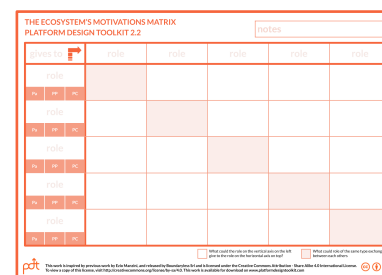 THE ECOSYSTEM'S MOTIVATIONS MATRIX
PLATFORM DESIGN TOOLKIT 2.2
notes
gives to role role role role role
role
Pa PP PC
role
Pa PP PC
role
Pa PP PC
role
Pa PP PC
role
Pa PP PC
What could the role on the vertical axis on the left
give to the role on the horizontal axis on top?
What could role of the same type exchange
between each others.
pdt
This work is inspired by previous work by Ezio Manzini and released by Boundaryless Srl and is licensed under the Creative Commons Attribution - Share Alike 4.0 International License.
To view a copy of this license, visit http://creativecommons.org/license/by-sa/4.0. This work is available for download on www.platformdesigntoolkit.com
cc